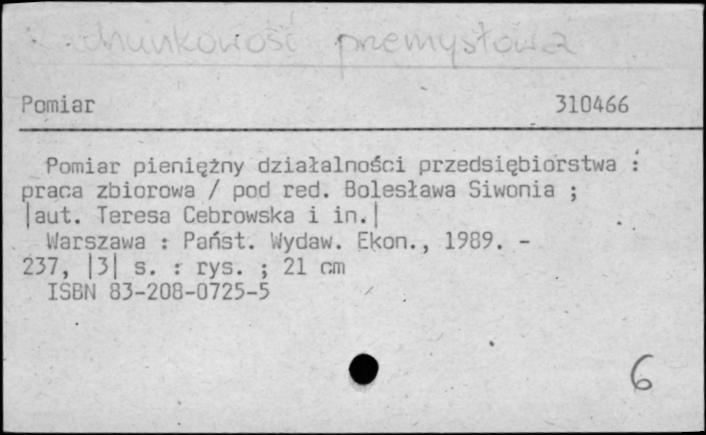 Rachunkowość przemysłowa
Pomiar 310466
Pomiar pieniężny działalności przedsiębiorstwa :
praca zbiorowa / pod red. Bolesława Siwonia ;
|aut. Teresa Cebrowska i in.|
Warszawa : Państ. Wydaw. Ekon., 1989. -
237, |3| s. : rys. ; 21 cm
ISBN 83-208-0725-5
6